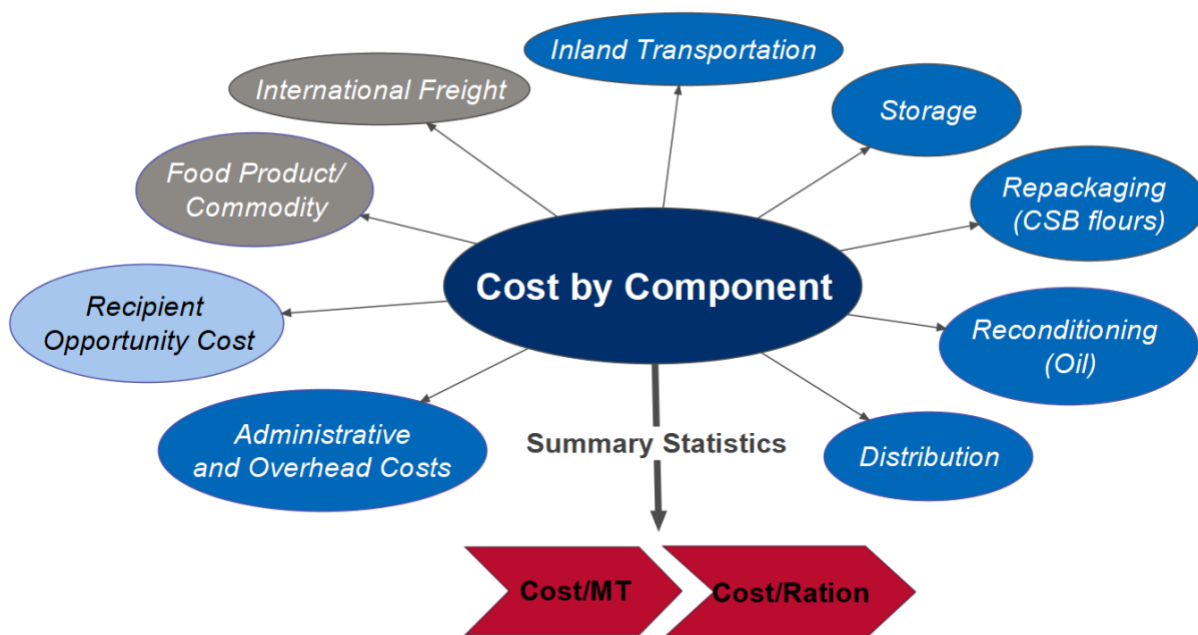 Inland Transportation
International Freight
Storage
Food Product/
Commodity
Repackaging
(CSB flours)
Cost by Component
Recipient
Opportunity Cost
Reconditioning
(Oil)
Administrative
and Overhead Costs
Summary Statistics
Distribution
Cost/MT
Cost/Ration